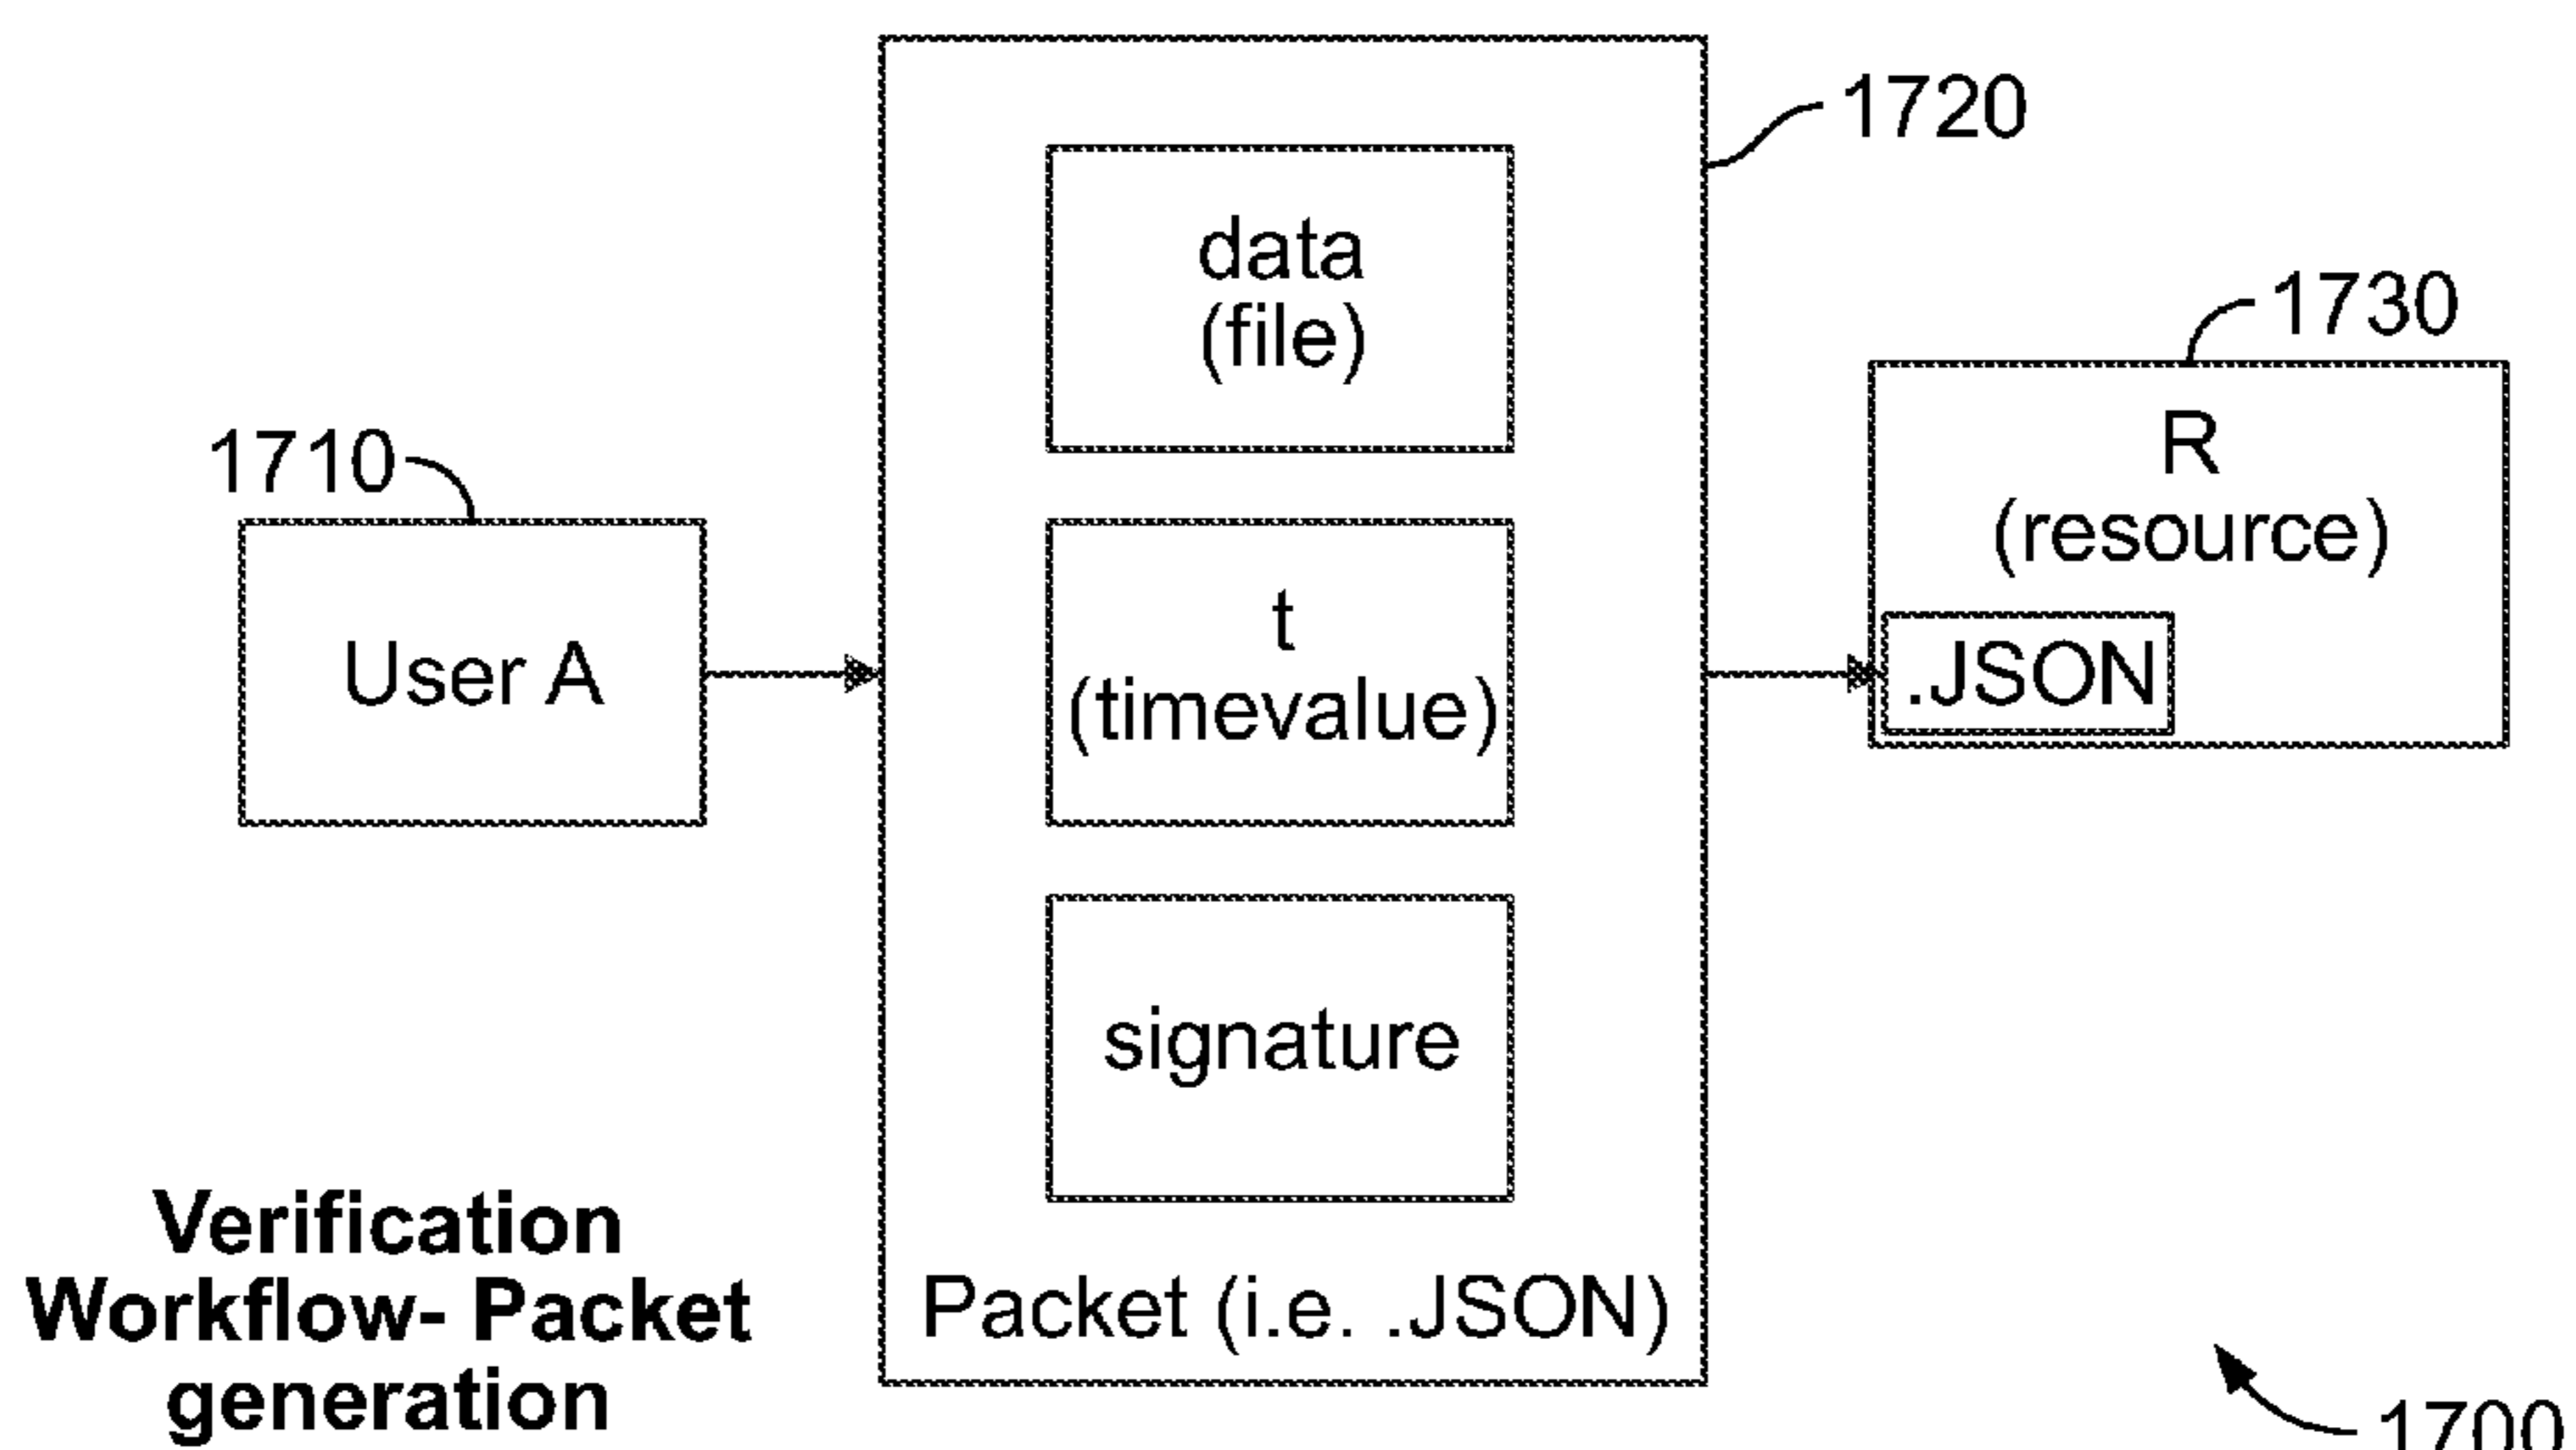 1720
data
(file)
1730
R
(resource)
1710
User A
t
(timevalue)
.JSON
signature
Packet (i.e. .JSON)
Verification
Workflow- Packet
generation
1700